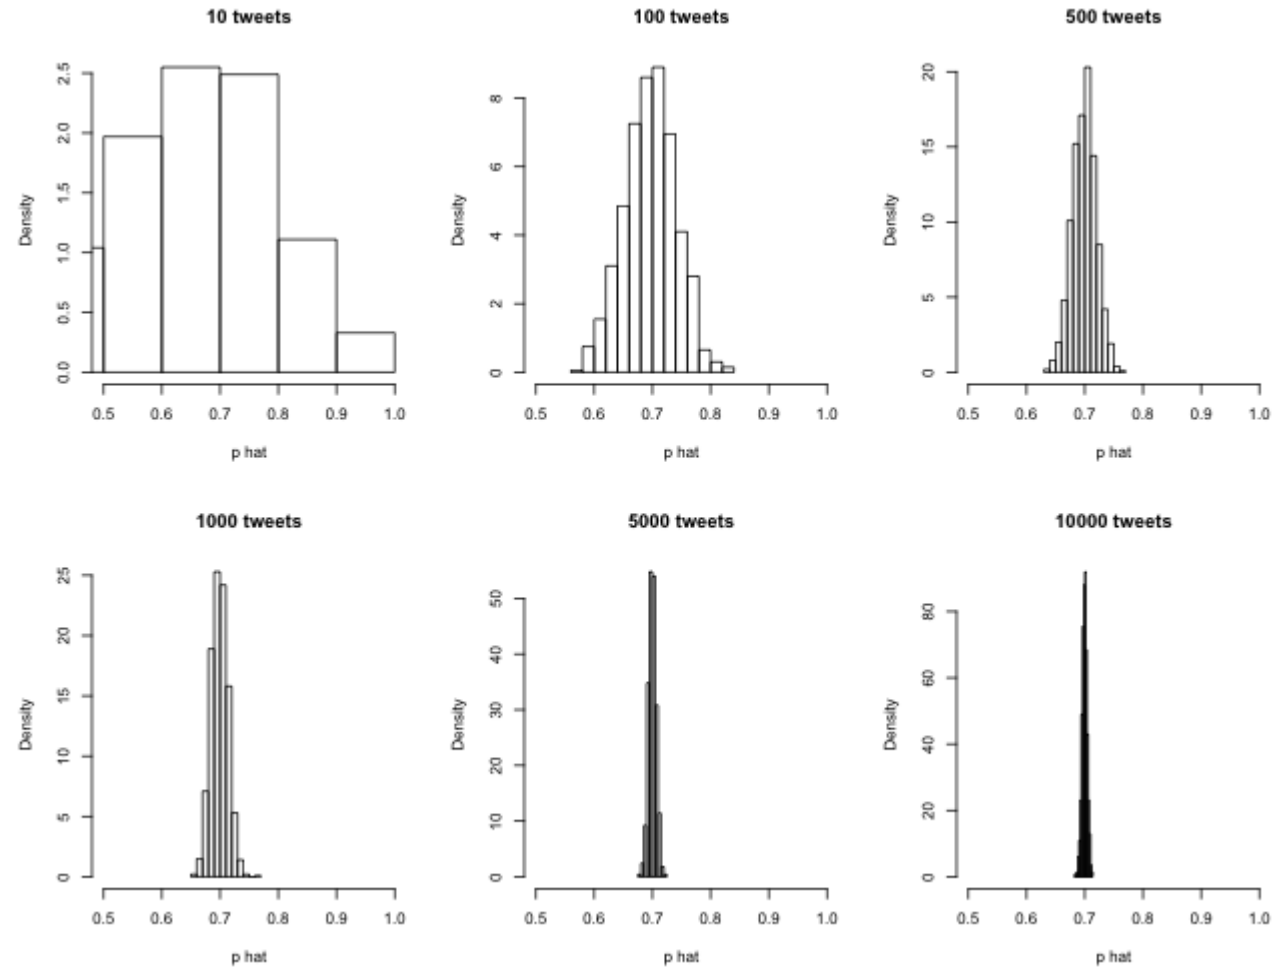 10 tweets
100 tweets
500 tweets
Density
0.0 0.5 1.0 1.5 2.0 2.5
0.5 0.6 0.7 0.8 0.9 1.0
p hat
Density
0 2 4 6 8
0.5 0.6 0.7 0.8 0.9 1.0
p hat
Density
0 5 10 15 20
0.5 0.6 0.7 0.8 0.9 1.0
p hat
1000 tweets
5000 tweets
10000 tweets
Density
0 5 10 15 20 25
0.5 0.6 0.7 0.8 0.9 1.0
p hat
Density
0 10 20 30 40 50
0.5 0.6 0.7 0.8 0.9 1.0
p hat
Density
0 20 40 60 80
0.5 0.6 0.7 0.8 0.9 1.0
p hat